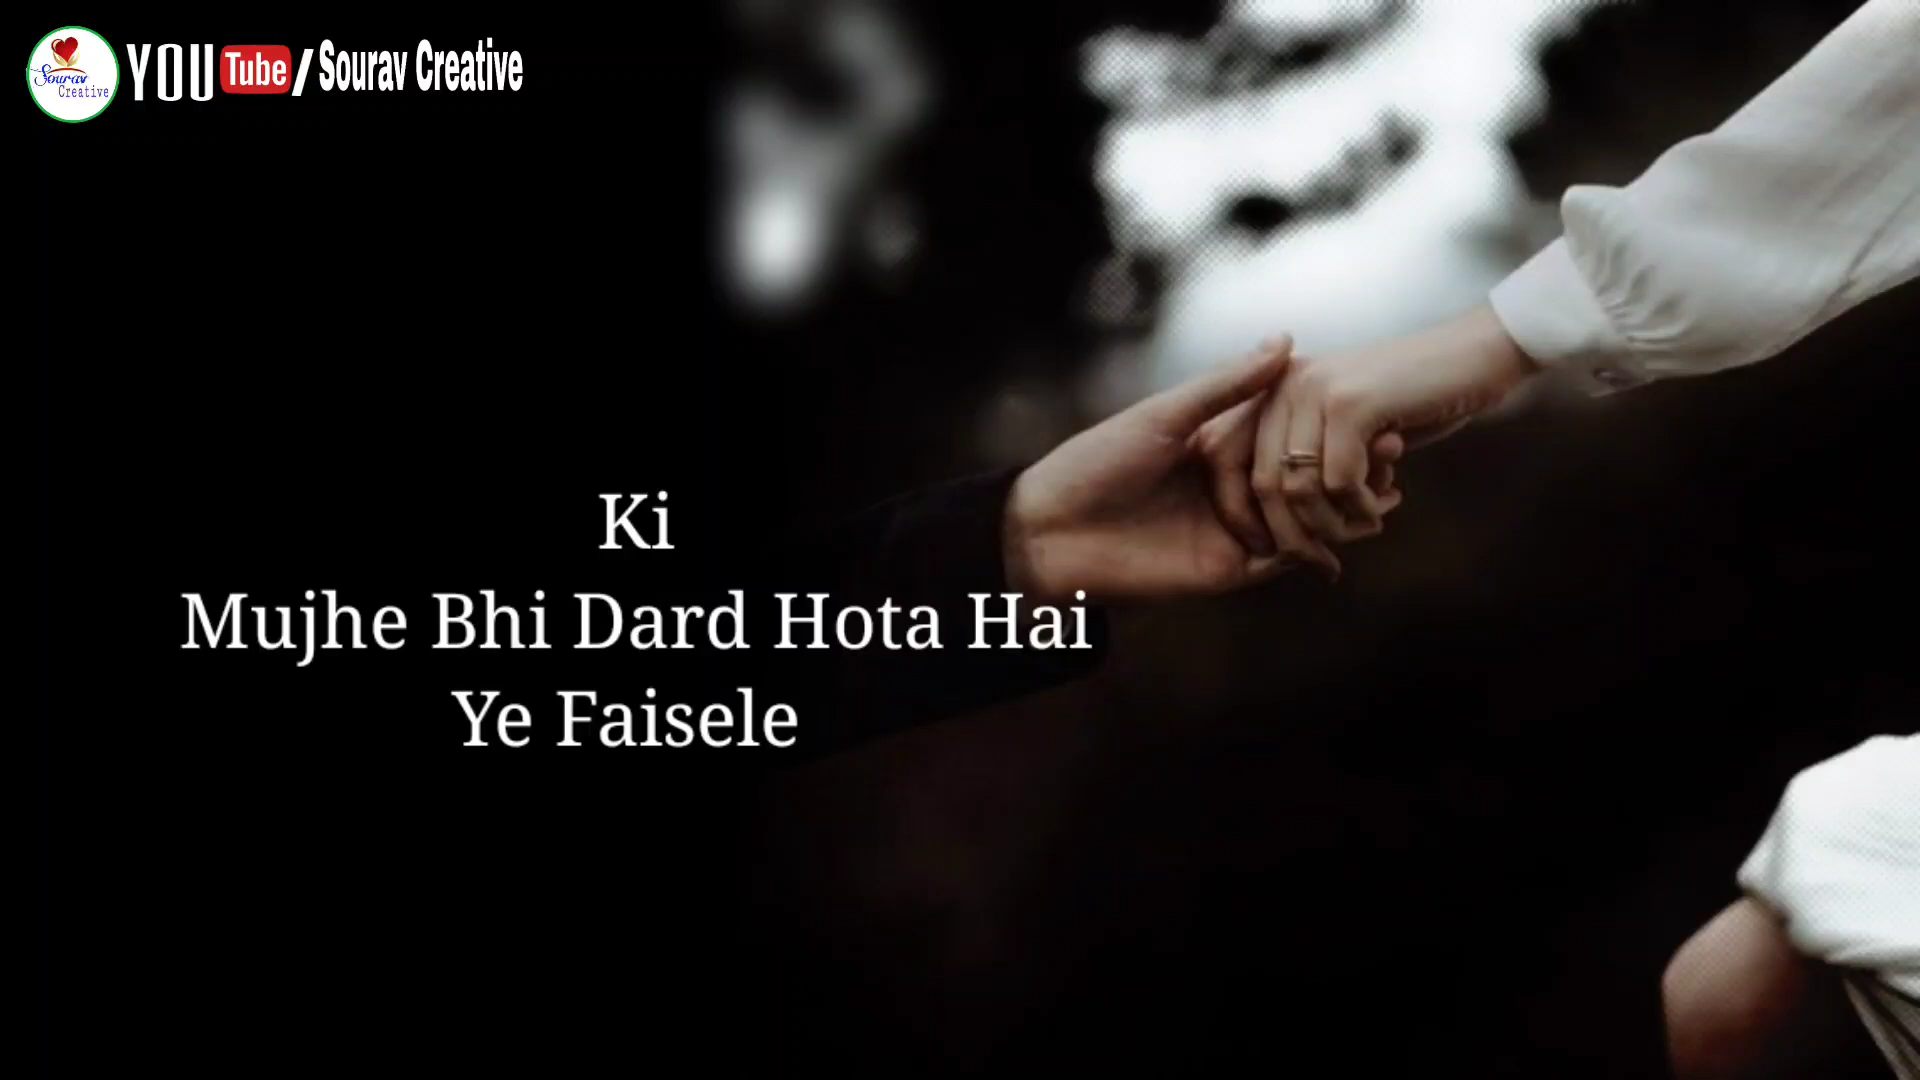 Sourav
Creative
YOU Tube / Sourav Creative
Ki
Mujhe Bhi Dard Hota Hai
Ye Faisele